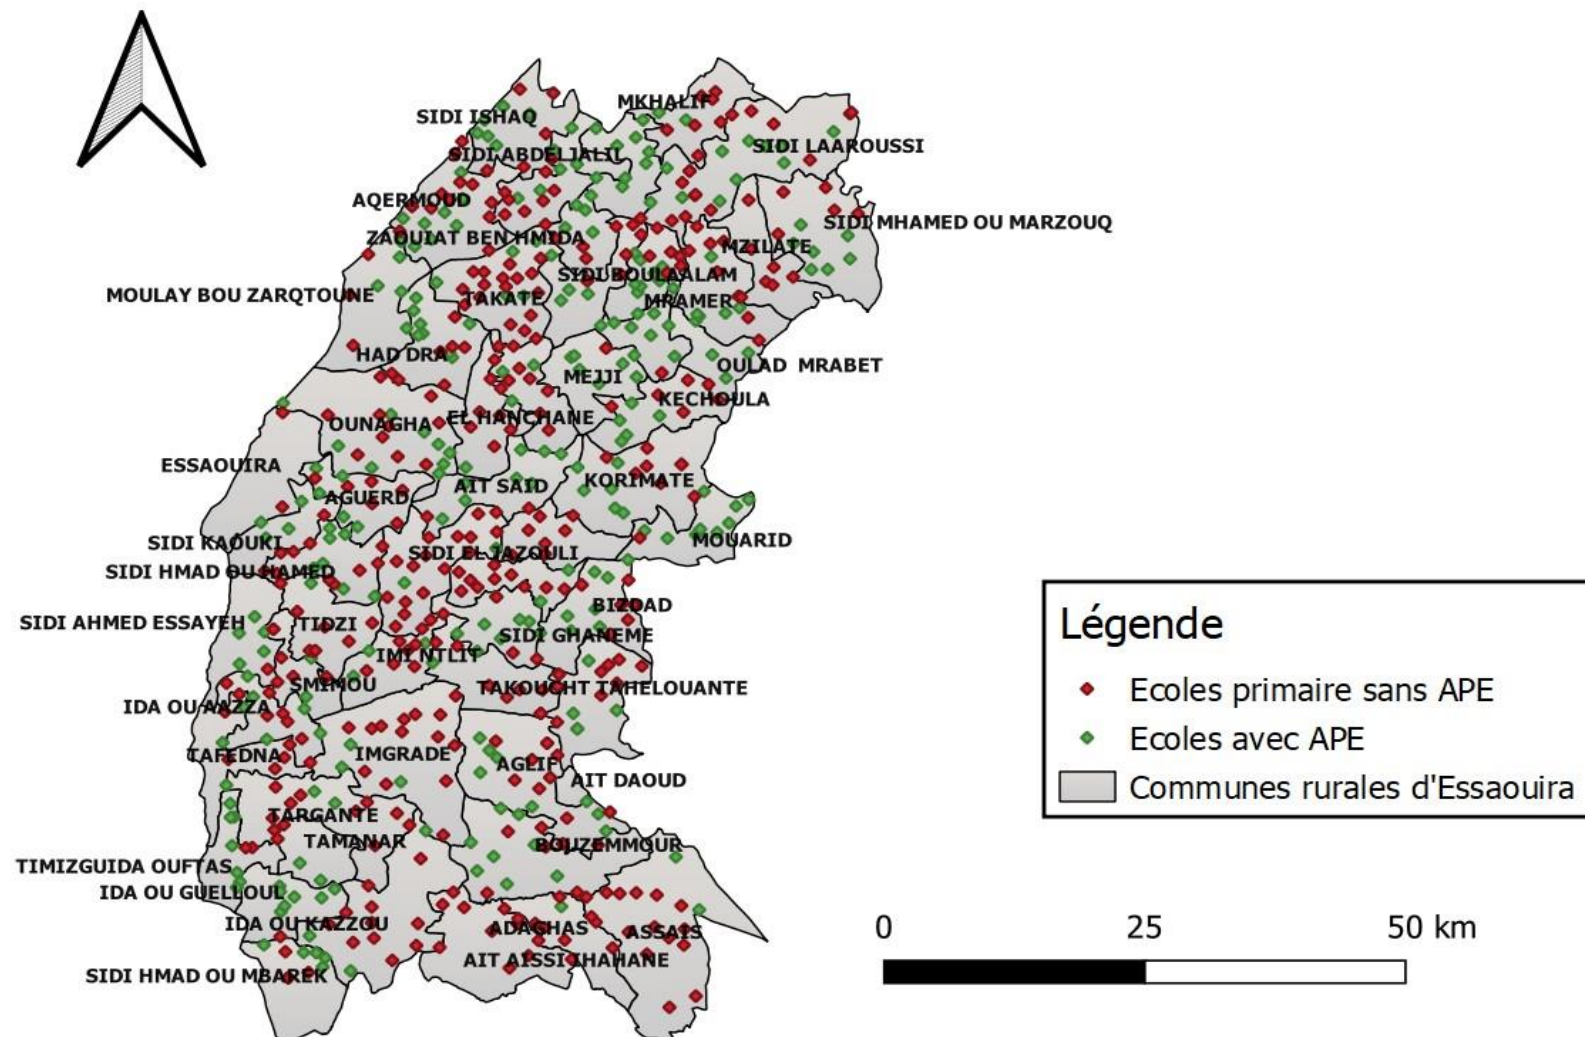 MKHALIF
SIDI ISHAQ
SIDI LAAROUSSI
SIDI ABDELJALIL
AQERMOUD
SIDI MHAMED OU MARZOUQ
ZAOUIAT BEN HMIDA
MZILATE
SIDI BOULAALAM
MOULAY BOU ZARQTOUNE
TAKATE
MRAMER
HAD DRA
OULAD MRABET
MEJJI
KECHOULA
EL HANCHANE
OUNAGHA
ESSAOUIRA
KORIMATE
AIT SAID
AGUERD
MOUARID
SIDI KAOUKI
SIDI EL JAZOULI
SIDI HMAD OU HAMED
BIZDAD
SIDI AHMED ESSAYEH
TIDZI
SIDI GHANEME
IMI NTLIT
SMIMOU
TAKOUCHT TAHELOUANTE
IDA OU AAZZA
TAFEDNA
IMGRADE
AGLIF
AIT DAOUD
TARGANTE
TAMANAR
BOUZEMMOUR
TIMIZGUIDA OUFTAS
IDA OU GUELLOUL
IDA OU KAZZOU
ADAGHAS
ASSAIS
AIT AISSI IHAHANE
SIDI HMAD OU MBAREK
Légende
Ecoles primaire sans APE
Ecoles avec APE
Communes rurales d'Essaouira
0 25 50 km